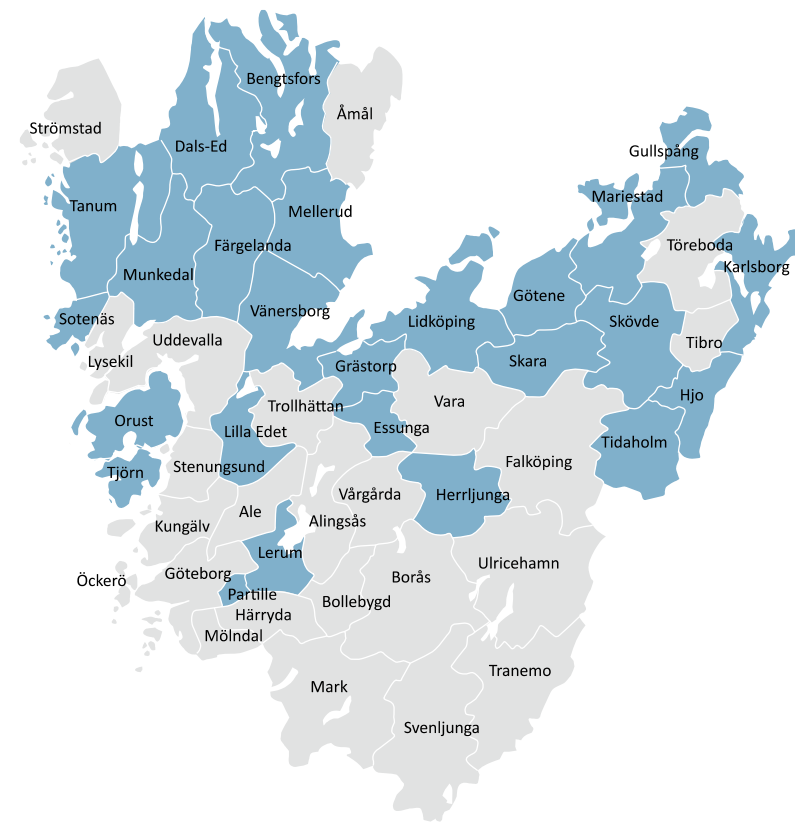 Bengtsfors
Åmål
Strömstad
Dals-Ed
Gullspång
Mariestad
Tanum
Mellerud
Färgelanda
Töreboda
Karlsborg
Munkedal
Götene
Vänersborg
Sotenäs
Lidköping
Skövde
Uddevalla
Tibro
Lysekil
Skara
Grästorp
Hjo
Vara
Trollhättan
Orust
Essunga
Lilla Edet
Tidaholm
Falköping
Stenungsund
Tjörn
Vårgårda
Herrljunga
Ale
Alingsås
Kungälv
Lerum
Ulricehamn
Göteborg
Borås
Öckerö
Partille
Bollebygd
Härryda
Mölndal
Tranemo
Mark
Svenljunga